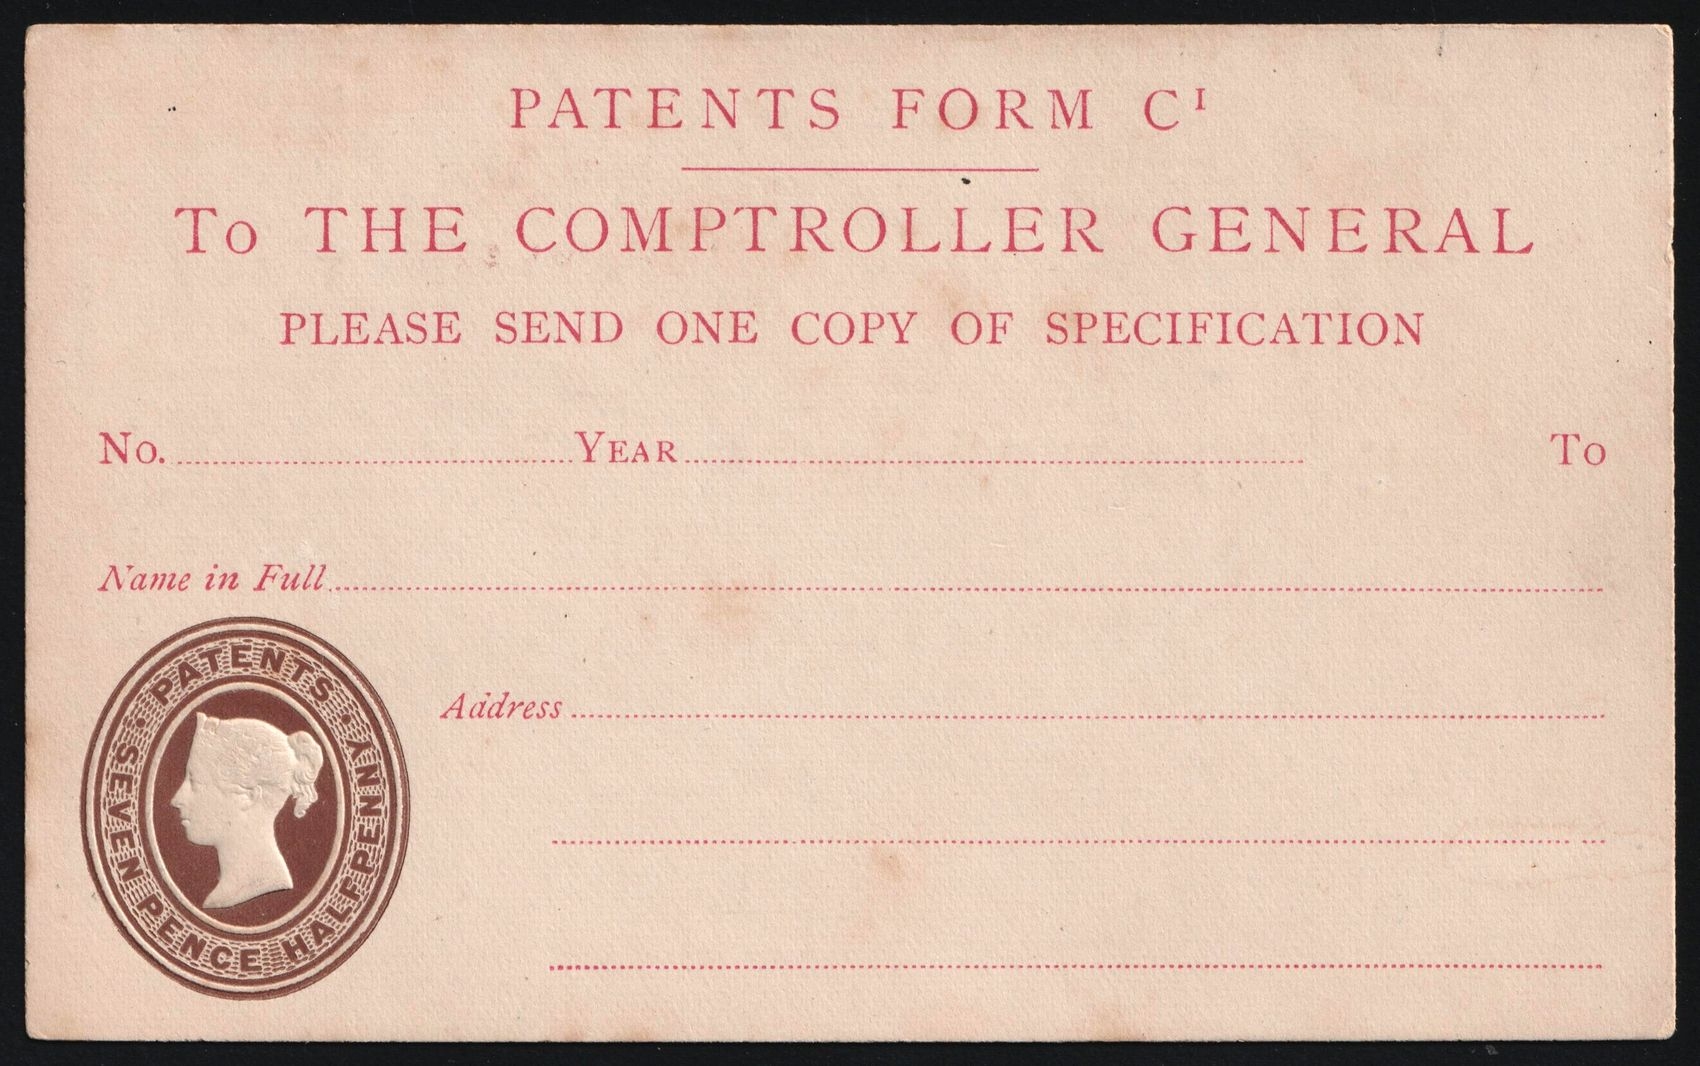 PATENTS FORM C¹
To THE COMPTROLLER GENERAL
PLEASE SEND ONE COPY OF SPECIFICATION
No. YEAR To
Name in Full
PATENTS
SEVEN PENCE HALFPENNY
Address